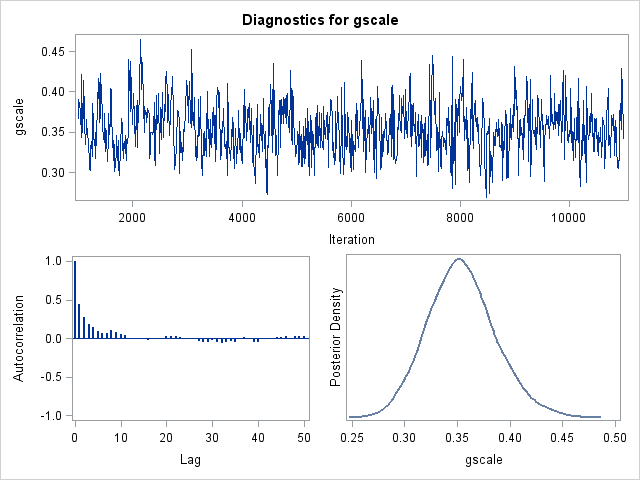 Diagnostics for gscale
gscale
0.45
0.40
0.35
0.30
2000 4000 6000 8000 10000
Iteration
Autocorrelation
1.0
0.5
0.0
-0.5
-1.0
0 10 20 30 40 50
Lag
Posterior Density
0.25 0.30 0.35 0.40 0.45 0.50
gscale